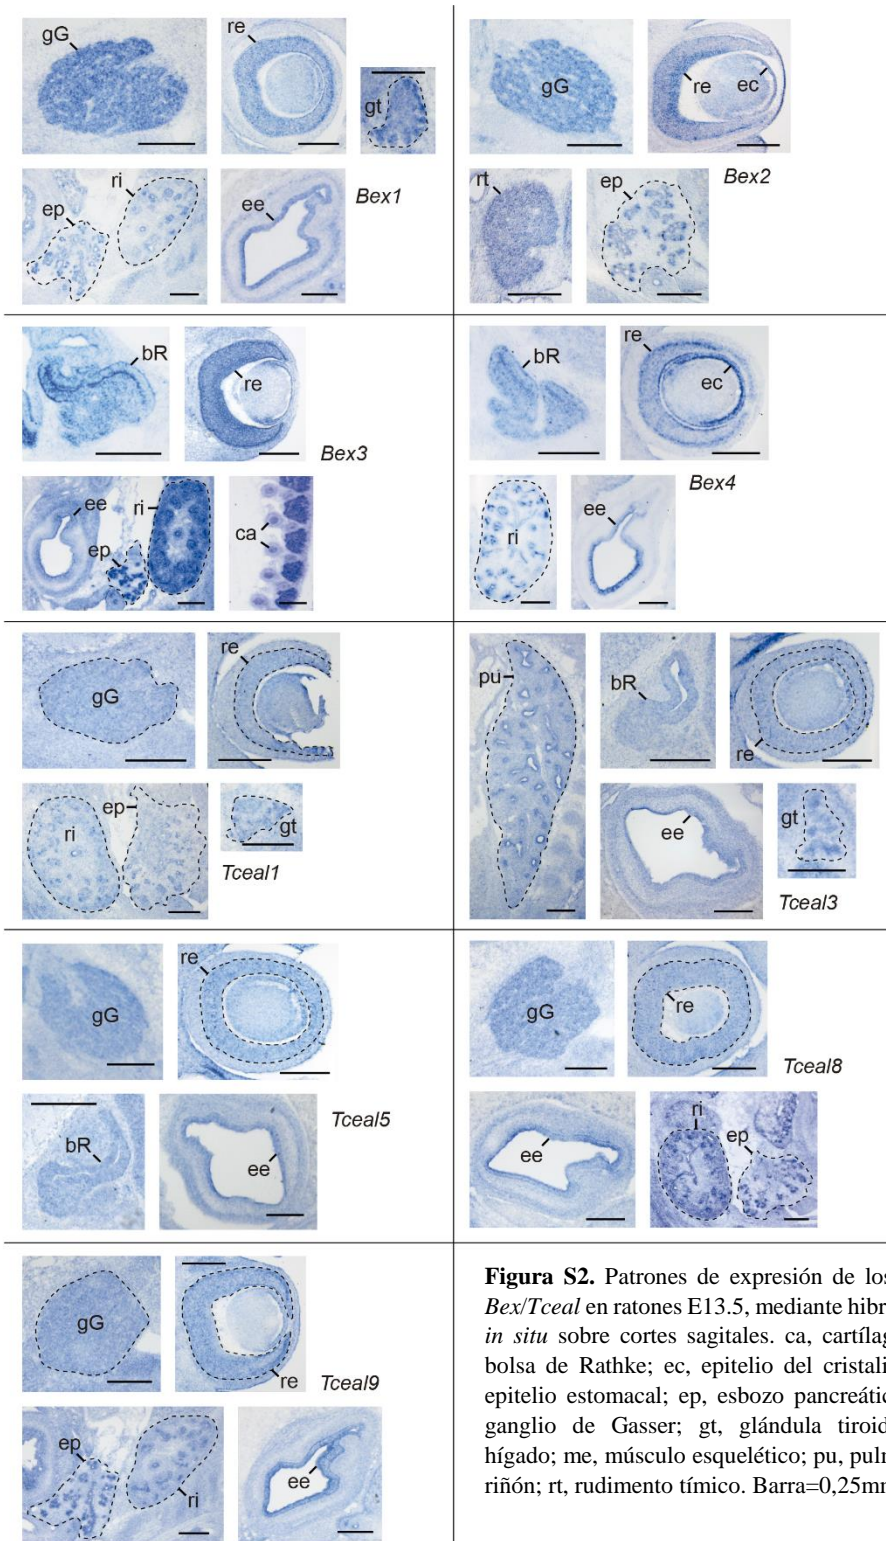 gG
re
gt
ep
ri
ee
Bex1
gG
re
ec
rt
ep
Bex2
bR
re
Bex3
ee
ri
ep
ca
bR
re
ec
Bex4
ri
ee
gG
re
ri
ep
gt
Tceal1
pu
bR
re
ee
gt
Tceal3
gG
re
Tceal5
bR
ee
gG
re
Tceal8
ee
ri
ep
gG
re
Tceal9
ep
ri
ee
Figura S2. Patrones de expresión de los
Bex/Tceal en ratones E13.5, mediante hibr
in situ sobre cortes sagitales. ca, cartílag
bolsa de Rathke; ec, epitelio del cristali
epitelio estomacal; ep, esbozo pancreátic
ganglio de Gasser; gt, glándula tiroid
hígado; me, músculo esquelético; pu, puln
riñón; rt, rudimento tímico. Barra=0,25mm